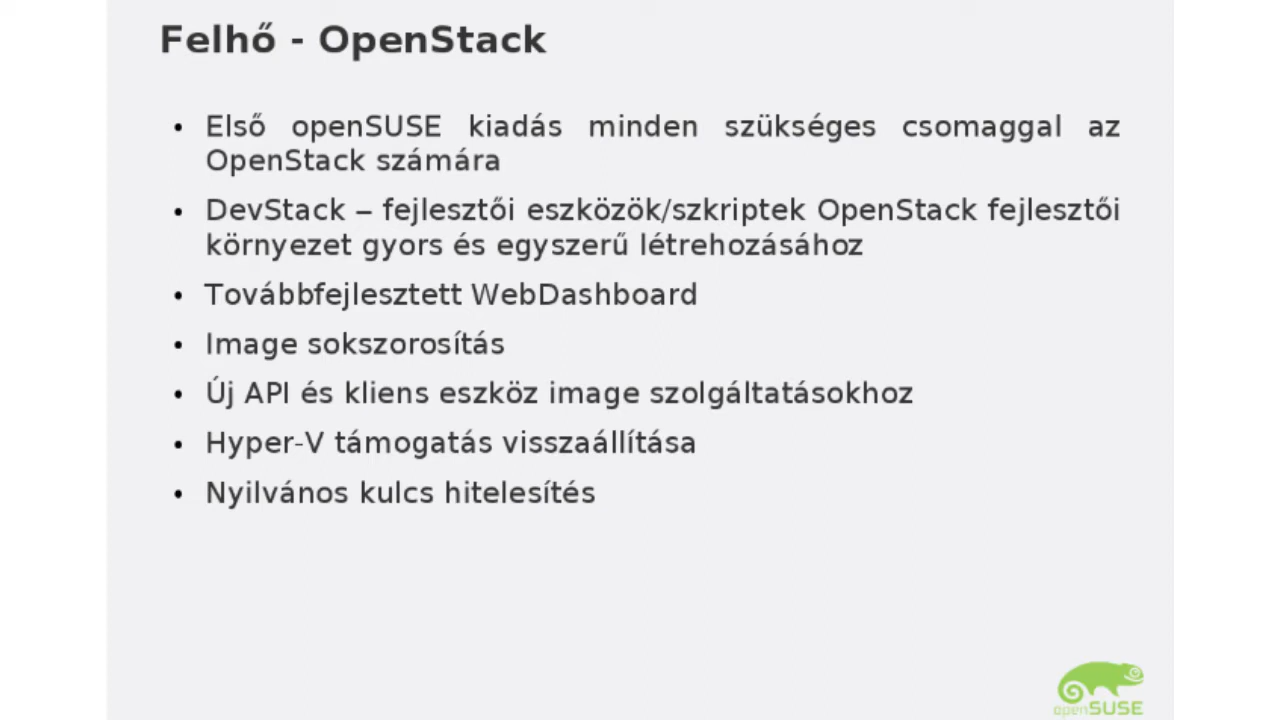 Felhő - OpenStack
• Első openSUSE kiadás minden szükséges csomaggal az
OpenStack számára
• DevStack – fejlesztői eszközök/szkriptek OpenStack fejlesztői
környezet gyors és egyszerű létrehozásához
• Továbbfejlesztett WebDashboard
• Image sokszorosítás
• Új API és kliens eszköz image szolgáltatásokhoz
• Hyper-V támogatás visszaállítása
• Nyilvános kulcs hitelesítés
openSUSE